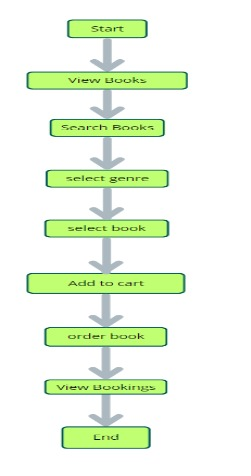 Start
View Books
Search Books
select genre
select book
Add to cart
order book
View Bookings
End